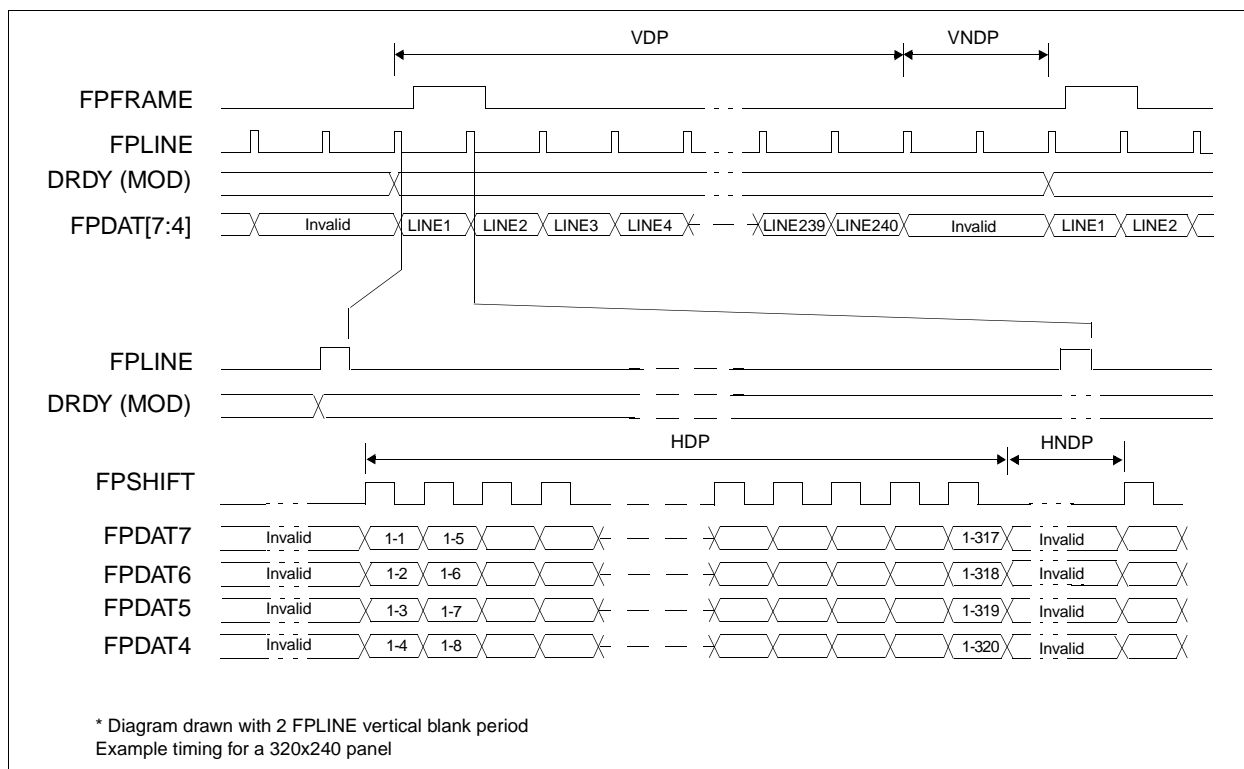 VDP VNDP
FPFRAME
FPLINE
DRDY (MOD)
FPDAT[7:4] Invalid LINE1 LINE2 LINE3 LINE4 LINE239 LINE240 Invalid LINE1 LINE2
FPLINE
DRDY (MOD)
HDP HNDP
FPSHIFT
FPDAT7 Invalid 1-1 1-5 1-317 Invalid
FPDAT6 Invalid 1-2 1-6 1-318 Invalid
FPDAT5 Invalid 1-3 1-7 1-319 Invalid
FPDAT4 Invalid 1-4 1-8 1-320 Invalid
* Diagram drawn with 2 FPLINE vertical blank period
Example timing for a 320x240 panel